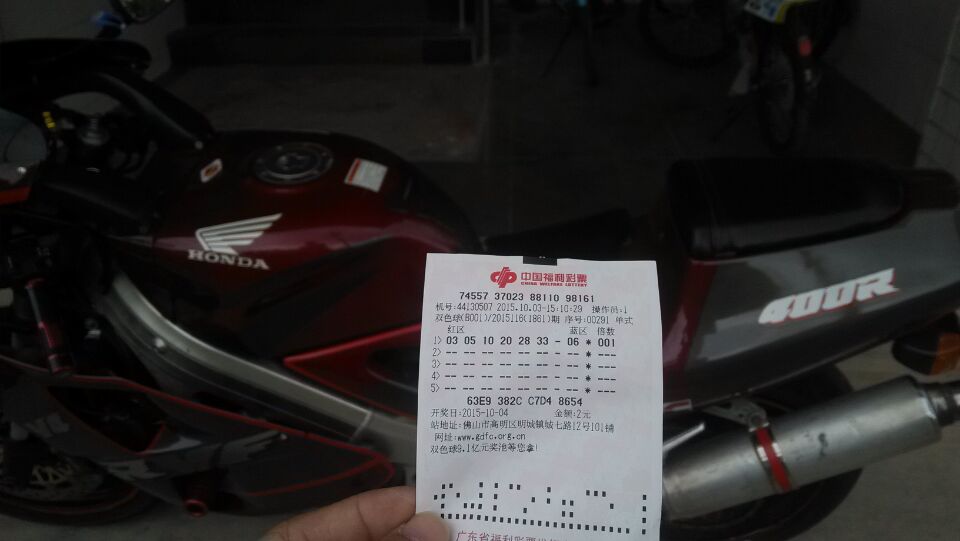 HONDA
400R
中国福利彩票
CHINA WELFARE LOTTERY
74557 37023 88110 98161
机号:44130507 2015.10.03-15:10:29 操作员:1
双色球(B001)/2015116(1861)期 序号:00291 单式
红区 蓝区 倍数
1> 03 05 10 20 28 33 - 06 * 001
2> -- -- -- -- -- -- - -- * ---
3> -- -- -- -- -- -- - -- * ---
4> -- -- -- -- -- -- - -- * ---
5> -- -- -- -- -- -- - -- * ---
63E9 382C C7D4 8654
开奖日:2015-10-04 金额:2元
站地址:佛山市高明区明城镇城七路12号101铺
网址:www.gdfc.org.cn
双色球9.1亿元奖池等您拿!
广东省福利彩票